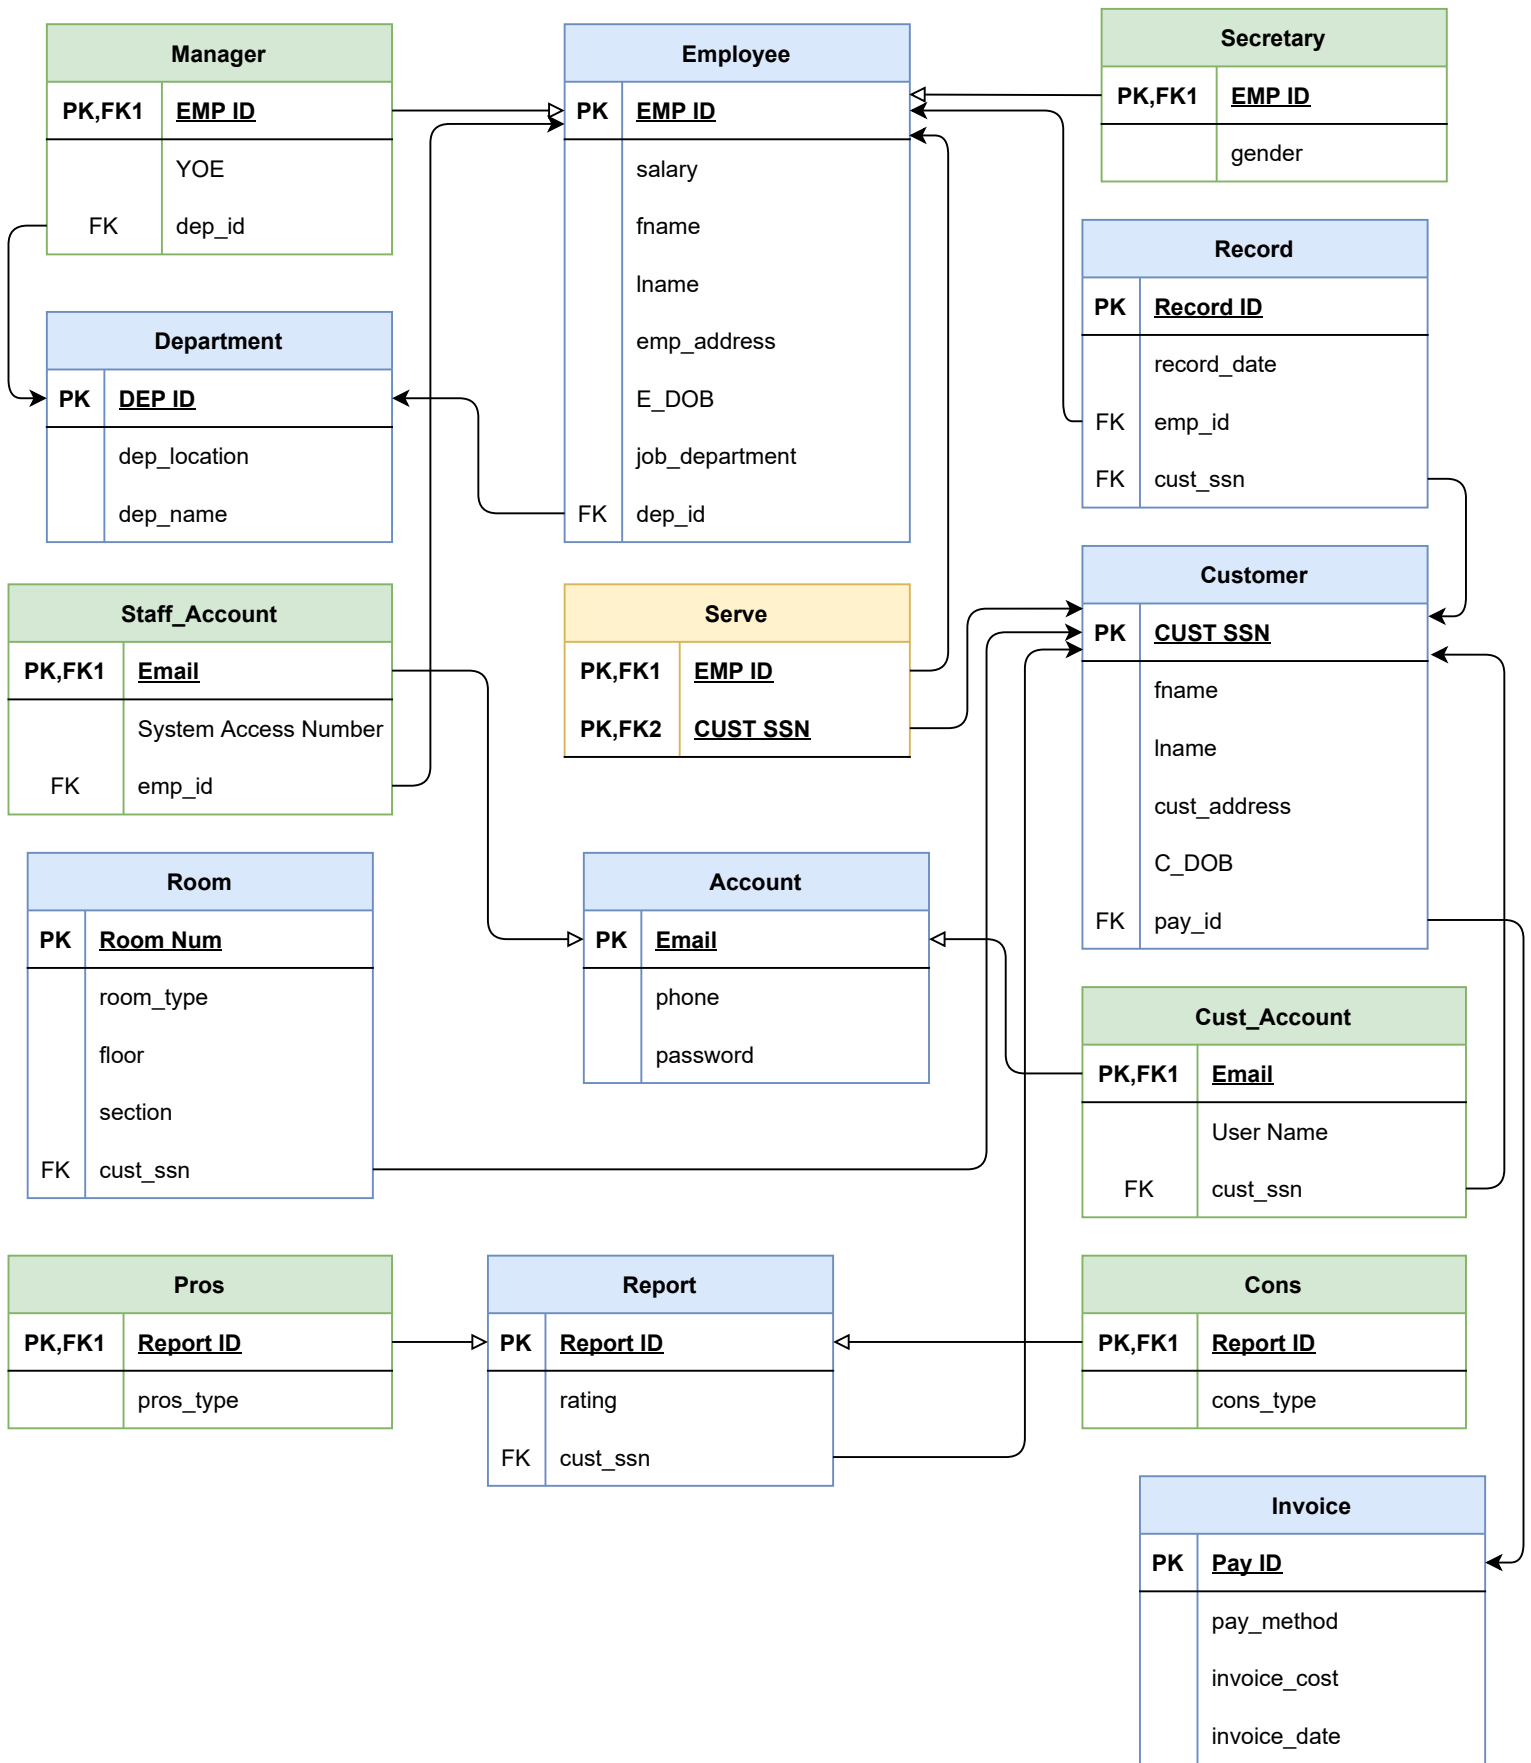 Manager
PK,FK1 EMP ID
YOE
FK dep_id
Employee
PK EMP ID
salary
fname
lname
emp_address
E_DOB
job_department
FK dep_id
Secretary
PK,FK1 EMP ID
gender
Record
PK Record ID
record_date
FK emp_id
FK cust_ssn
Department
PK DEP ID
dep_location
dep_name
Staff_Account
PK,FK1 Email
System Access Number
FK emp_id
Serve
PK,FK1 EMP ID
PK,FK2 CUST SSN
Customer
PK CUST SSN
fname
lname
cust_address
C_DOB
FK pay_id
Room
PK Room Num
room_type
floor
section
FK cust_ssn
Account
PK Email
phone
password
Cust_Account
PK,FK1 Email
User Name
FK cust_ssn
Pros
PK,FK1 Report ID
pros_type
Report
PK Report ID
rating
FK cust_ssn
Cons
PK,FK1 Report ID
cons_type
Invoice
PK Pay ID
pay_method
invoice_cost
invoice_date